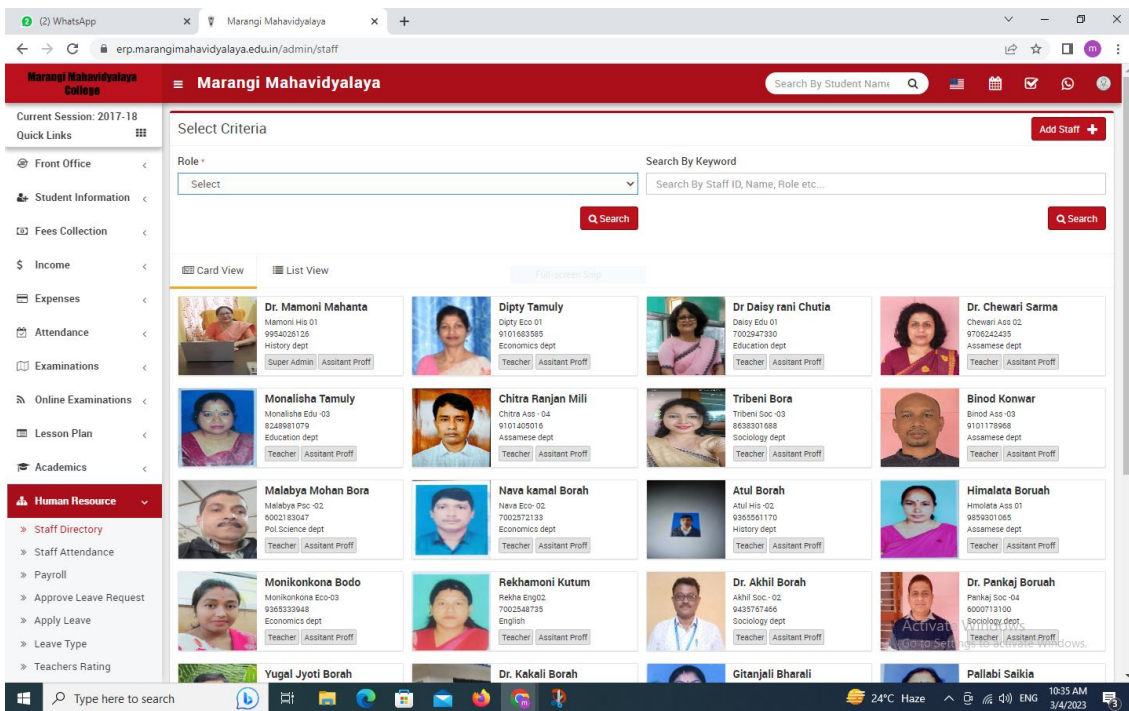 (2) WhatsApp
Marangi Mahavidyalaya
erp.marangimahavidyalaya.edu.in/admin/staff
m
Marangi Mahavidyalaya
College
Marangi Mahavidyalaya
Search By Student Name
Current Session: 2017-18
Quick Links
Front Office
Student Information
Fees Collection
$ Income
Expenses
Attendance
Examinations
Online Examinations
Lesson Plan
Academics
Human Resource
» Staff Directory
» Staff Attendance
» Payroll
» Approve Leave Request
» Apply Leave
» Leave Type
» Teachers Rating
Select Criteria
Add Staff
Role *
Select
Search
Search By Keyword
Search By Staff ID, Name, Role etc...
Search
Card View
List View
Full-screen Snip
Dr. Mamoni Mahanta
Mamoni His 01
9954026126
History dept
Super Admin Assitant Proff
Dipty Tamuly
Dipty Eco 01
9101683585
Economics dept
Teacher Assitant Proff
Dr Daisy rani Chutia
Daisy Edu 01
7002947330
Education dept
Teacher Assitant Proff
Dr. Chewari Sarma
Chewari Ass 02
9706242435
Assamese dept
Teacher Assitant Proff
Monalisha Tamuly
Monalisha Edu -03
8248981079
Education dept
Teacher Assitant Proff
Chitra Ranjan Mili
Chitra Ass - 04
9101405016
Assamese dept
Teacher Assitant Proff
Tribeni Bora
Tribeni Soc -03
8638301688
Sociology dept
Teacher Assitant Proff
Binod Konwar
Binod Ass -03
9101178968
Assamese dept
Teacher Assitant Proff
Malabya Mohan Bora
Malabya Psc -02
6002183047
Pol.Science dept
Teacher Assitant Proff
Nava kamal Borah
Nava Eco- 02
7002572133
Economics dept
Teacher Assitant Proff
Atul Borah
Atul His -02
9365561170
History dept
Teacher Assitant Proff
Himalata Boruah
Hmolata Ass 01
9859301065
Assamese dept
Teacher Assitant Proff
Monikonkona Bodo
Monikonkona Eco-03
9365333948
Economics dept
Teacher Assitant Proff
Rekhamoni Kutum
Rekha Eng02
7002548735
English
Teacher Assitant Proff
Dr. Akhil Borah
Akhil Soc.- 02
9435767466
Sociology dept
Teacher Assitant Proff
Dr. Pankaj Boruah
Pankaj Soc -04
6000713100
Sociology dept
Teacher Assitant Proff
Yugal Jyoti Borah
Dr. Kakali Borah
Gitanjali Bharali
Pallabi Saikia
Activate Windows
Go to Settings to activate Windows.
Type here to search
24°C Haze
ENG
10:35 AM
3/4/2023
3